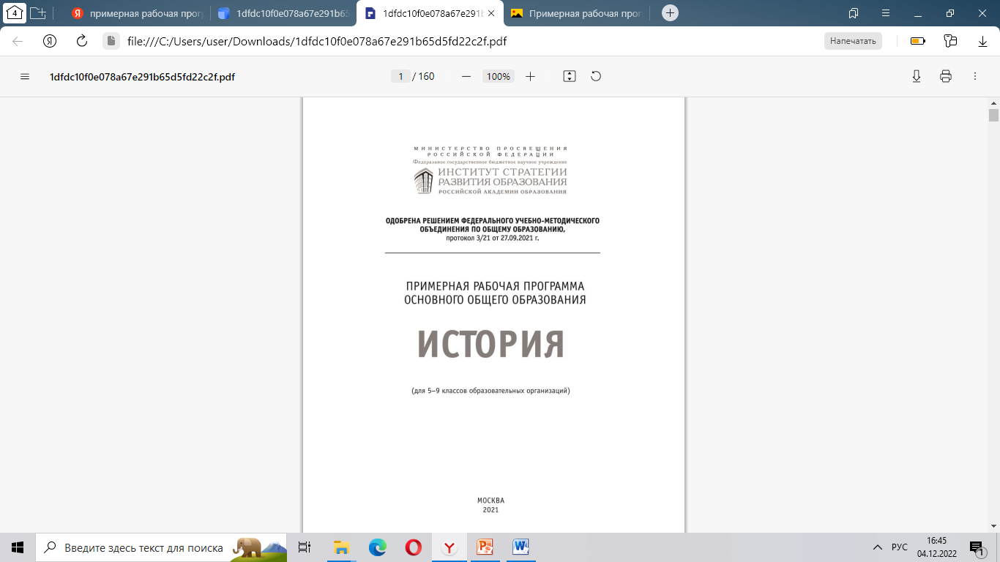 4
примерная рабочая прог
1dfdc10f0e078a67e291b65
1dfdc10f0e078a67e291b
Примерная рабочая прог
file:///C:/Users/user/Downloads/1dfdc10f0e078a67e291b65d5fd22c2f.pdf
Напечатать
1dfdc10f0e078a67e291b65d5fd22c2f.pdf
1 / 160
100%
МИНИСТЕРСТВО ПРОСВЕЩЕНИЯ
РОССИЙСКОЙ ФЕДЕРАЦИИ
Федеральное государственное бюджетное научное учреждение
ИНСТИТУТ СТРАТЕГИИ
РАЗВИТИЯ ОБРАЗОВАНИЯ
РОССИЙСКОЙ АКАДЕМИИ ОБРАЗОВАНИЯ
ОДОБРЕНА РЕШЕНИЕМ ФЕДЕРАЛЬНОГО УЧЕБНО-МЕТОДИЧЕСКОГО
ОБЪЕДИНЕНИЯ ПО ОБЩЕМУ ОБРАЗОВАНИЮ,
протокол 3/21 от 27.09.2021 г.
ПРИМЕРНАЯ РАБОЧАЯ ПРОГРАММА
ОСНОВНОГО ОБЩЕГО ОБРАЗОВАНИЯ
ИСТОРИЯ
(для 5–9 классов образовательных организаций)
МОСКВА
2021
Введите здесь текст для поиска
РУС
16:45
04.12.2022
1